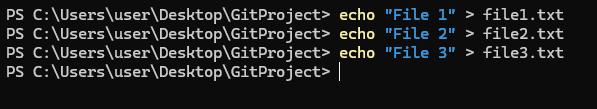 PS C:\Users\user\Desktop\GitProject> echo "File 1" > file1.txt
PS C:\Users\user\Desktop\GitProject> echo "File 2" > file2.txt
PS C:\Users\user\Desktop\GitProject> echo "File 3" > file3.txt
PS C:\Users\user\Desktop\GitProject>